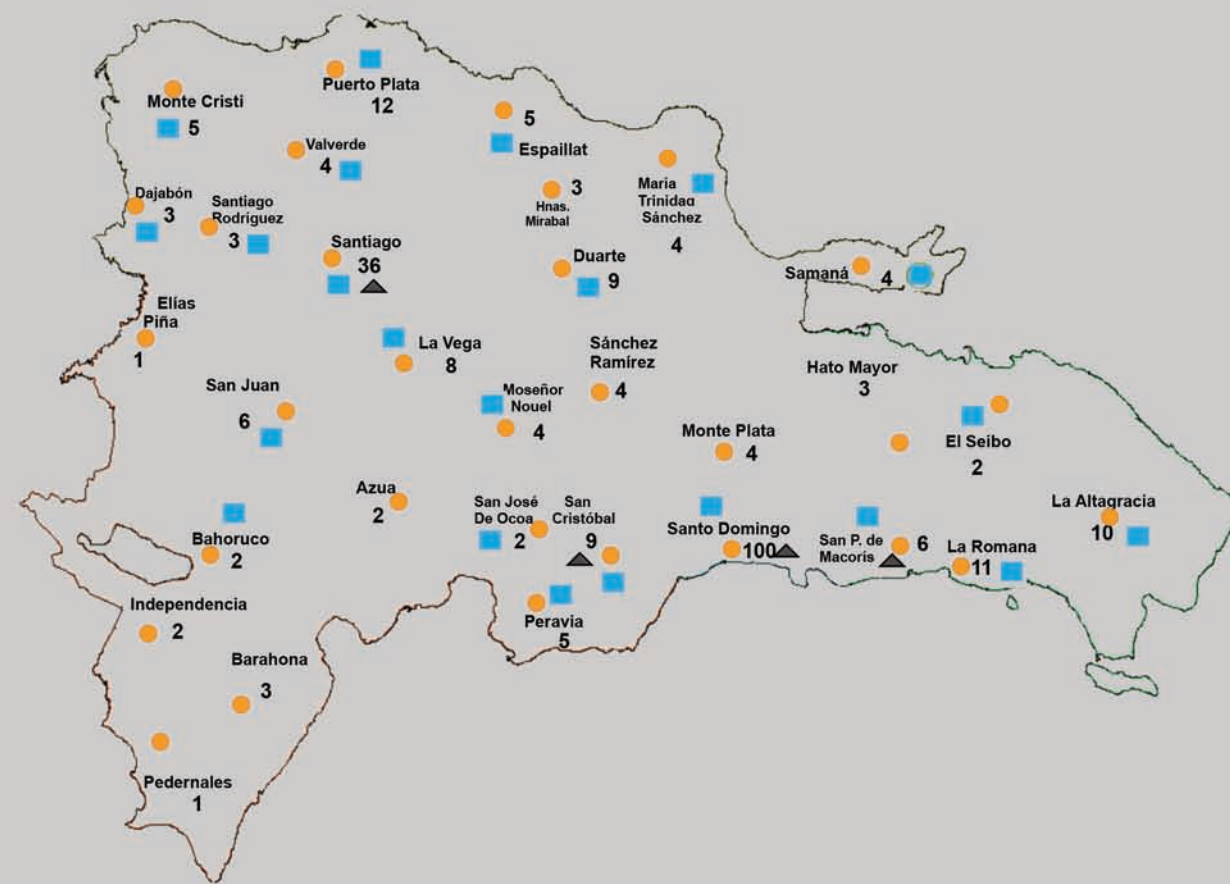 Puerto Plata
12
Monte Cristi
5
5
Espaillat
Valverde
4
Maria
Trinidad
Sánchez
4
3
Hnas.
Mirabal
Dajabón
3
Santiago
Rodríguez
3
Santiago
36
Duarte
9
Samaná
4
Elías
Piña
1
La Vega
8
Sánchez
Ramírez
4
Hato Mayor
3
San Juan
6
Moseñor
Nouel
4
Monte Plata
4
El Seibo
2
Azua
2
San José
De Ocoa
2
San
Cristóbal
9
Santo Domingo
100
San P. de
Macorís
6
La Romana
11
La Altagracia
10
Bahoruco
2
Peravia
5
Independencia
2
Barahona
3
Pedernales
1